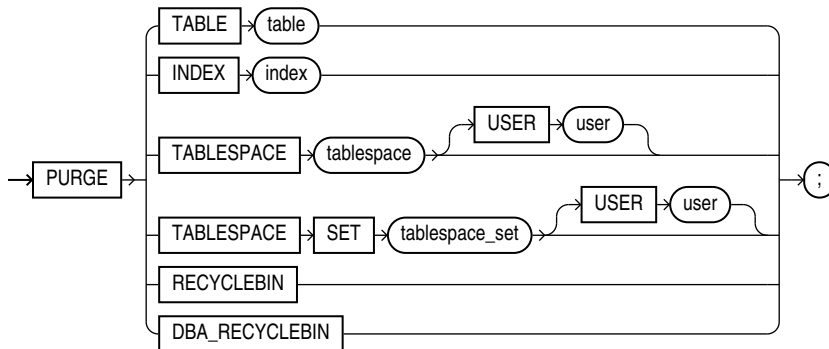 TABLE table
INDEX index
USER user
TABLESPACE tablespace
PURGE ;
USER user
TABLESPACE SET tablespace_set
RECYCLEBIN
DBA_RECYCLEBIN